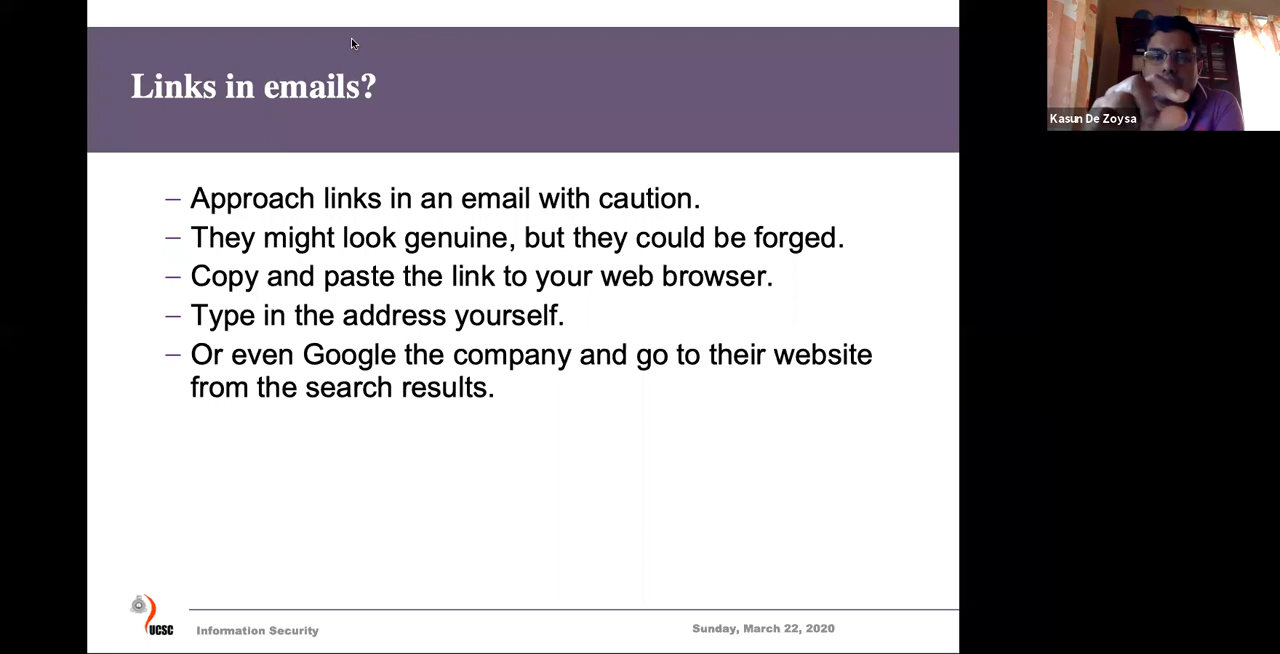 Links in emails?
Kasun De Zoysa
– Approach links in an email with caution.
– They might look genuine, but they could be forged.
– Copy and paste the link to your web browser.
– Type in the address yourself.
– Or even Google the company and go to their website
from the search results.
UCSC
Information Security
Sunday, March 22, 2020